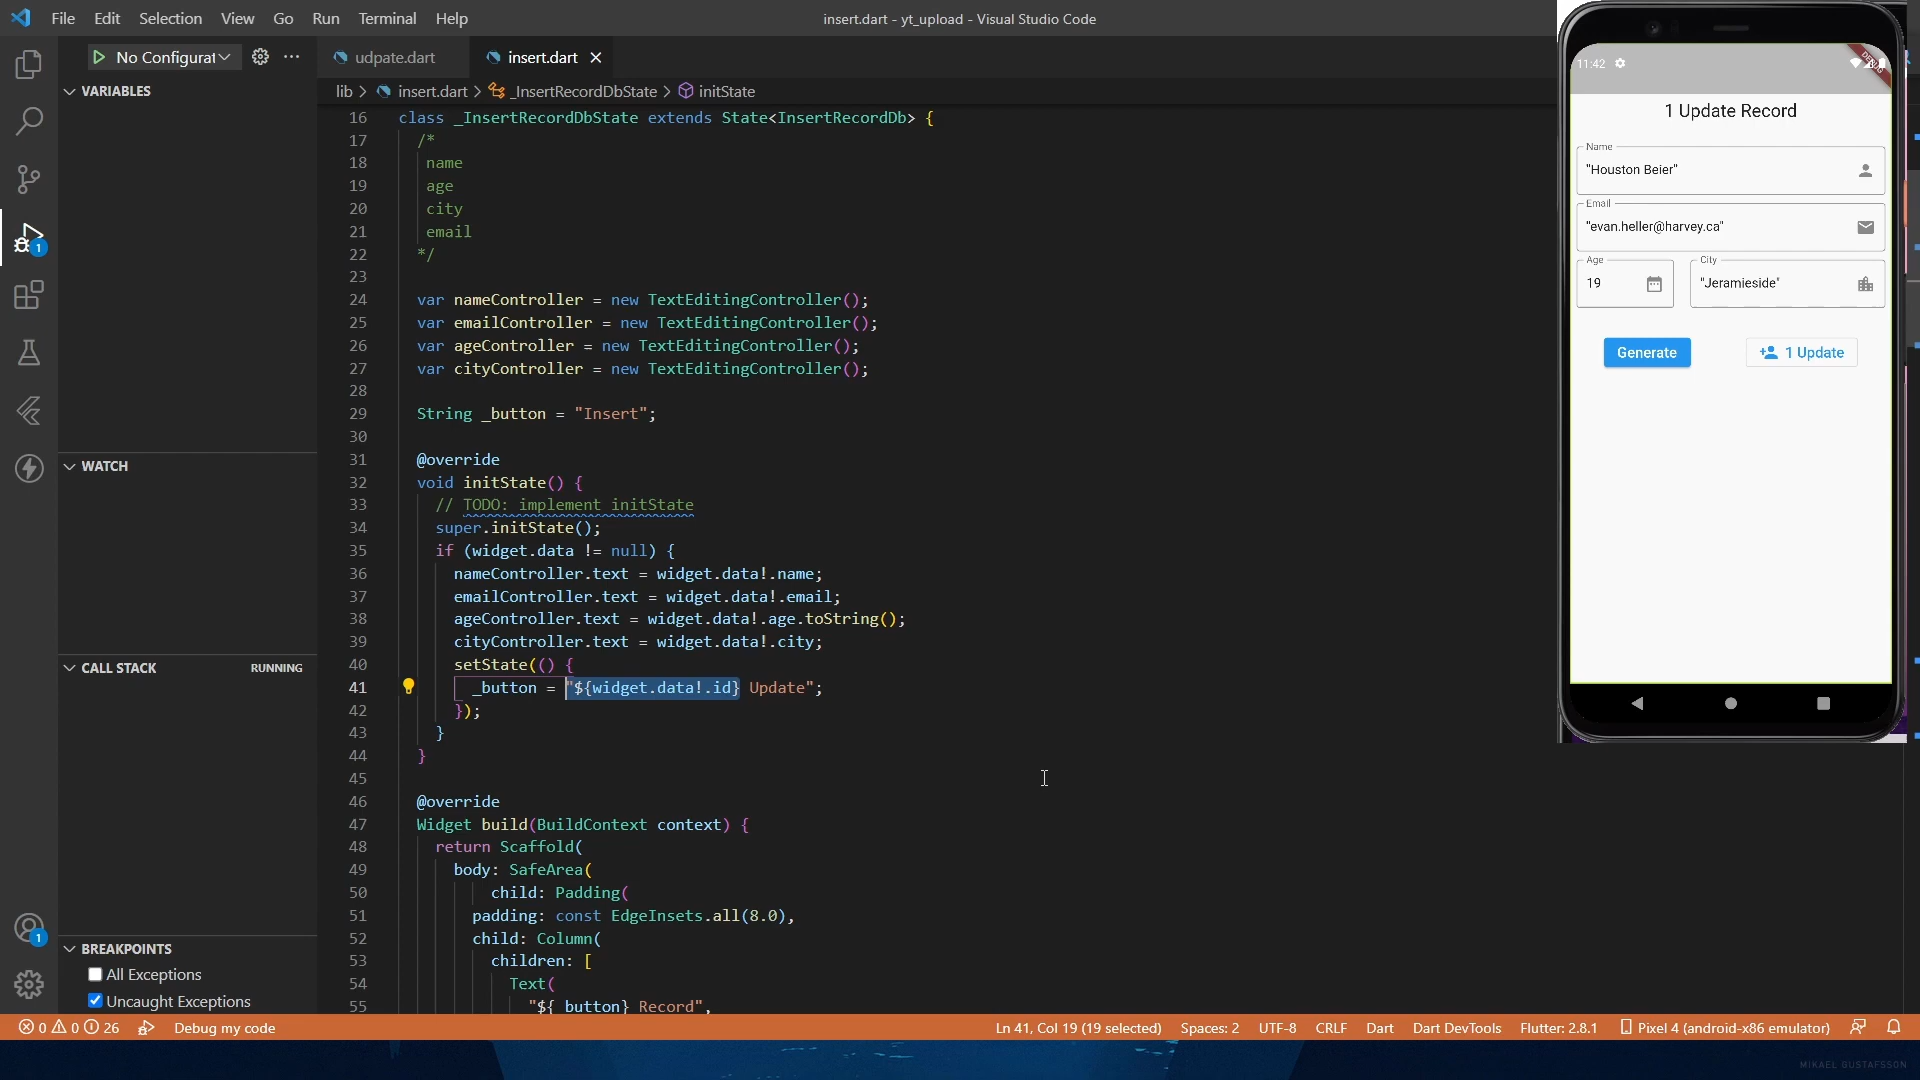 File Edit Selection View Go Run Terminal Help
insert.dart - yt_upload - Visual Studio Code
No Configurat
VARIABLES
WATCH
CALL STACK
RUNNING
BREAKPOINTS
All Exceptions
Uncaught Exceptions
1
1
udpate.dart
insert.dart
lib > insert.dart > _InsertRecordDbState > initState
16 class _InsertRecordDbState extends State<InsertRecordDb> {
17 /*
18 name
19 age
20 city
21 email
22 */
23
24 var nameController = new TextEditingController();
25 var emailController = new TextEditingController();
26 var ageController = new TextEditingController();
27 var cityController = new TextEditingController();
28
29 String _button = "Insert";
30
31 @override
32 void initState() {
33 // TODO: implement initState
34 super.initState();
35 if (widget.data != null) {
36 nameController.text = widget.data!.name;
37 emailController.text = widget.data!.email;
38 ageController.text = widget.data!.age.toString();
39 cityController.text = widget.data!.city;
40 setState(() {
41 _button = "${widget.data!.id} Update";
42 });
43 }
44 }
45
46 @override
47 Widget build(BuildContext context) {
48 return Scaffold(
49 body: SafeArea(
50 child: Padding(
51 padding: const EdgeInsets.all(8.0),
52 child: Column(
53 children: [
54 Text(
55 "${_button} Record",
11:42
DEBUG
1 Update Record
Name
"Houston Beier"
Email
"evan.heller@harvey.ca"
Age
19
City
"Jeramieside"
Generate
1 Update
0 0 26
Debug my code
Ln 41, Col 19 (19 selected)
Spaces: 2
UTF-8
CRLF
Dart
Dart DevTools
Flutter: 2.8.1
Pixel 4 (android-x86 emulator)
MIKAEL GUSTAFSSON